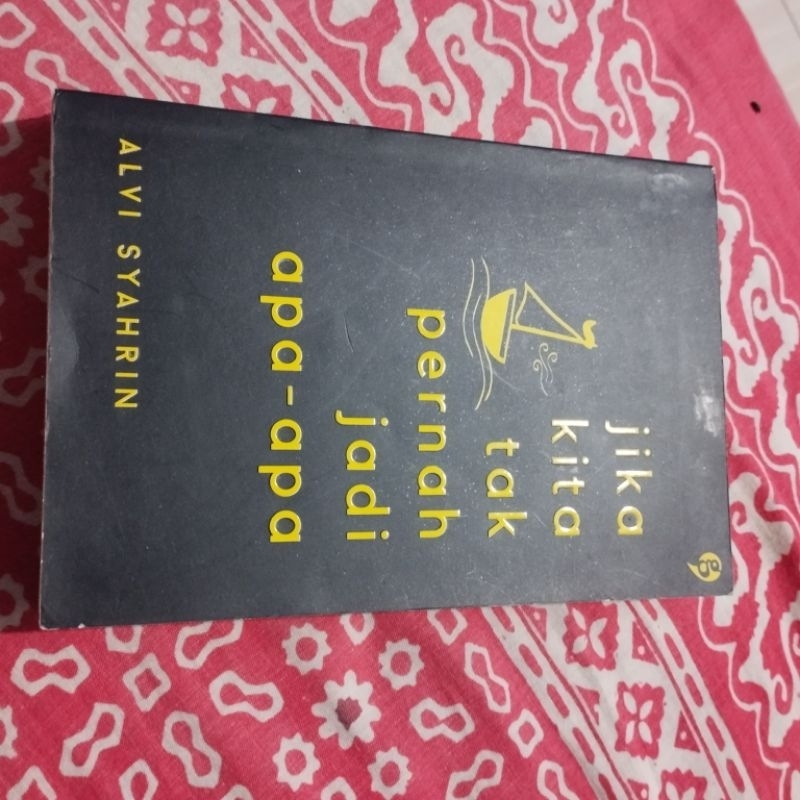 g
jika
kita
tak
pernah
jadi
apa-apa
ALVI SYAHRIN